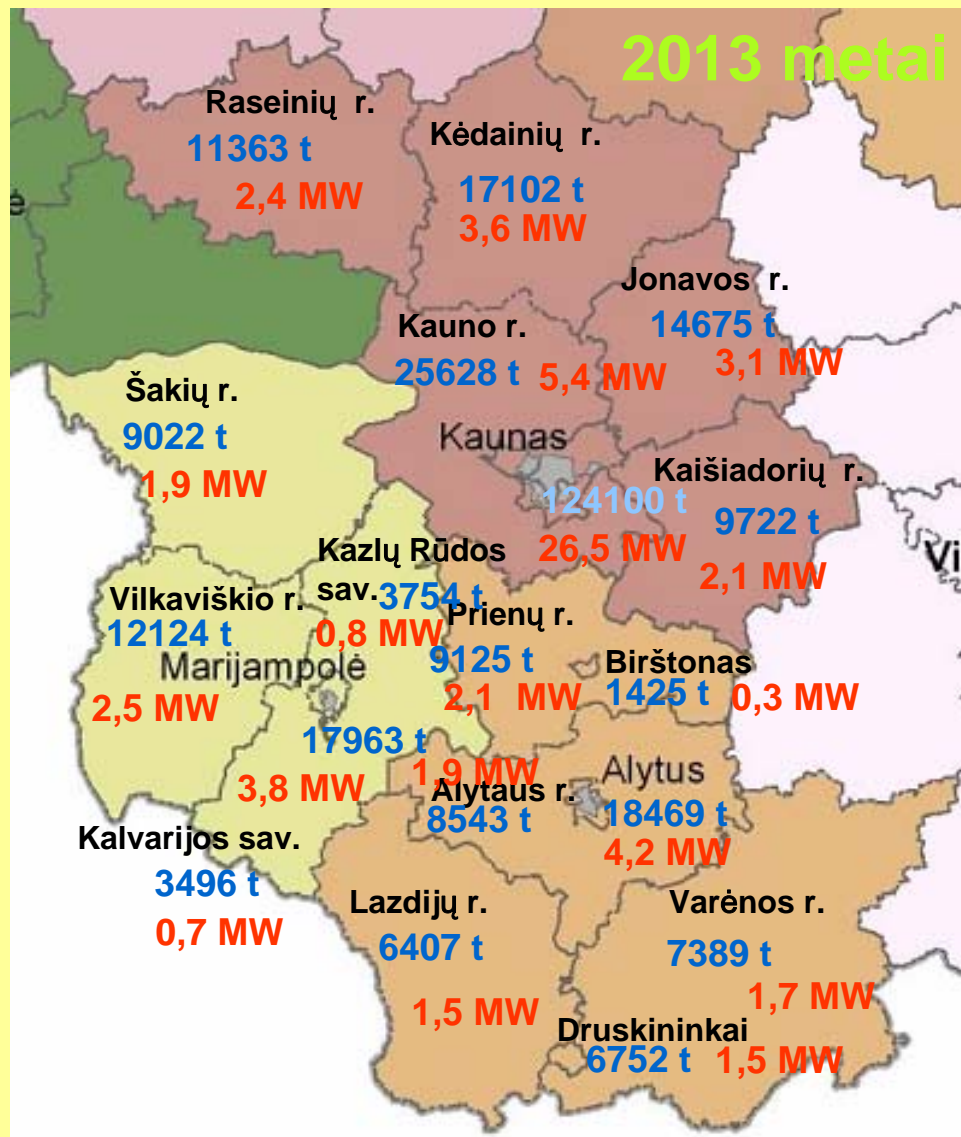 2013 metai
Raseinių r.
11363 t
2,4 MW
Kėdainių r.
17102 t
3,6 MW
ė
Jonavos r.
14675 t
3,1 MW
Kauno r.
25628 t
5,4 MW
Šakių r.
9022 t
1,9 MW
Kaunas
124100 t
26,5 MW
Kaišiadorių r.
9722 t
2,1 MW
Vi
Kazlų Rūdos
sav. 3754 t
0,8 MW
Vilkaviškio r.
12124 t
2,5 MW
Prienų r.
9125 t
2,1 MW
Birštonas
1425 t
0,3 MW
Marijampolė
17963 t
3,8 MW
1,9 MW
Alytaus r.
8543 t
Alytus
18469 t
4,2 MW
Kalvarijos sav.
3496 t
0,7 MW
Lazdijų r.
6407 t
1,5 MW
Varėnos r.
7389 t
1,7 MW
Druskininkai
6752 t
1,5 MW